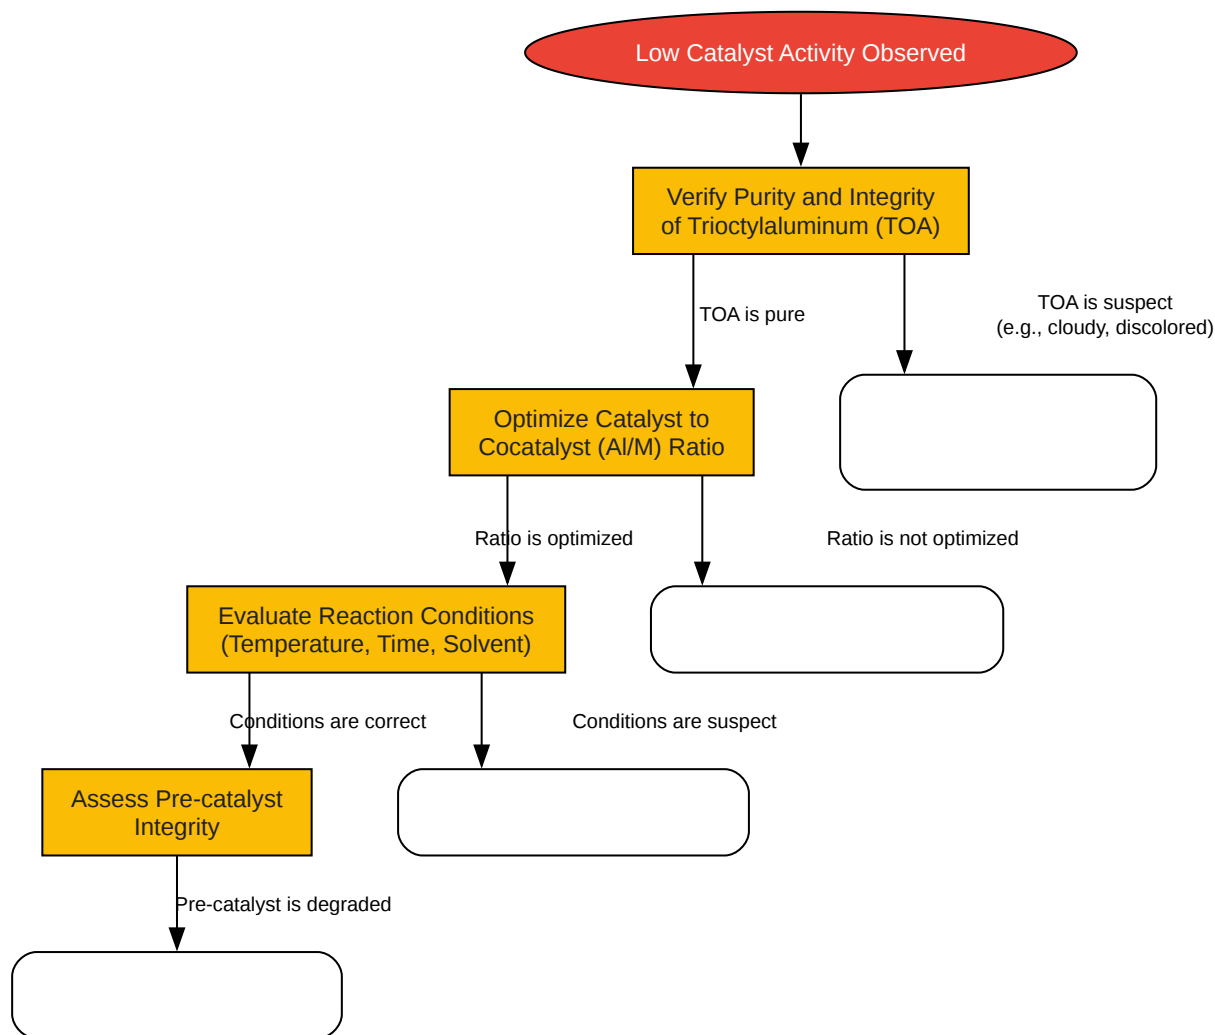 Low Catalyst Activity Observed
Verify Purity and Integrity
of Trioctylaluminum (TOA)
TOA is pure
TOA is suspect
(e.g., cloudy, discolored)
Optimize Catalyst to
Cocatalyst (Al/M) Ratio
Ratio is optimized
Ratio is not optimized
Evaluate Reaction Conditions
(Temperature, Time, Solvent)
Conditions are correct
Conditions are suspect
Assess Pre-catalyst
Integrity
Pre-catalyst is degraded